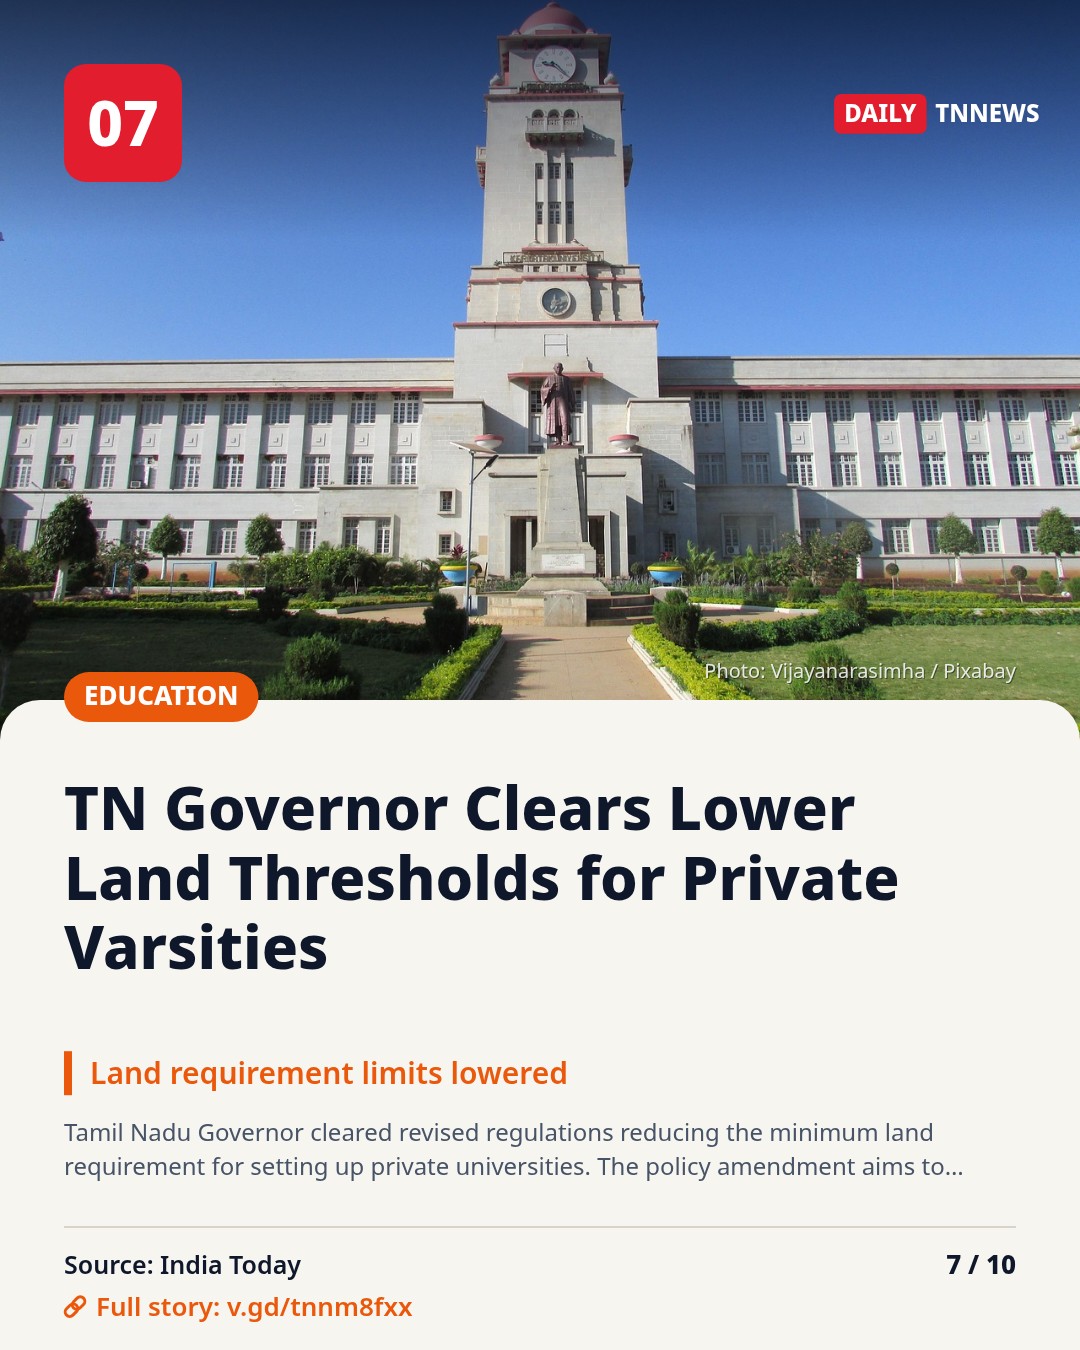 07
DAILY TNNEWS
Photo: Vijayanarasimha / Pixabay
EDUCATION
TN Governor Clears Lower
Land Thresholds for Private
Varsities
Land requirement limits lowered
Tamil Nadu Governor cleared revised regulations reducing the minimum land
requirement for setting up private universities. The policy amendment aims to...
Source: India Today
7 / 10
Full story: v.gd/tnnm8fxx